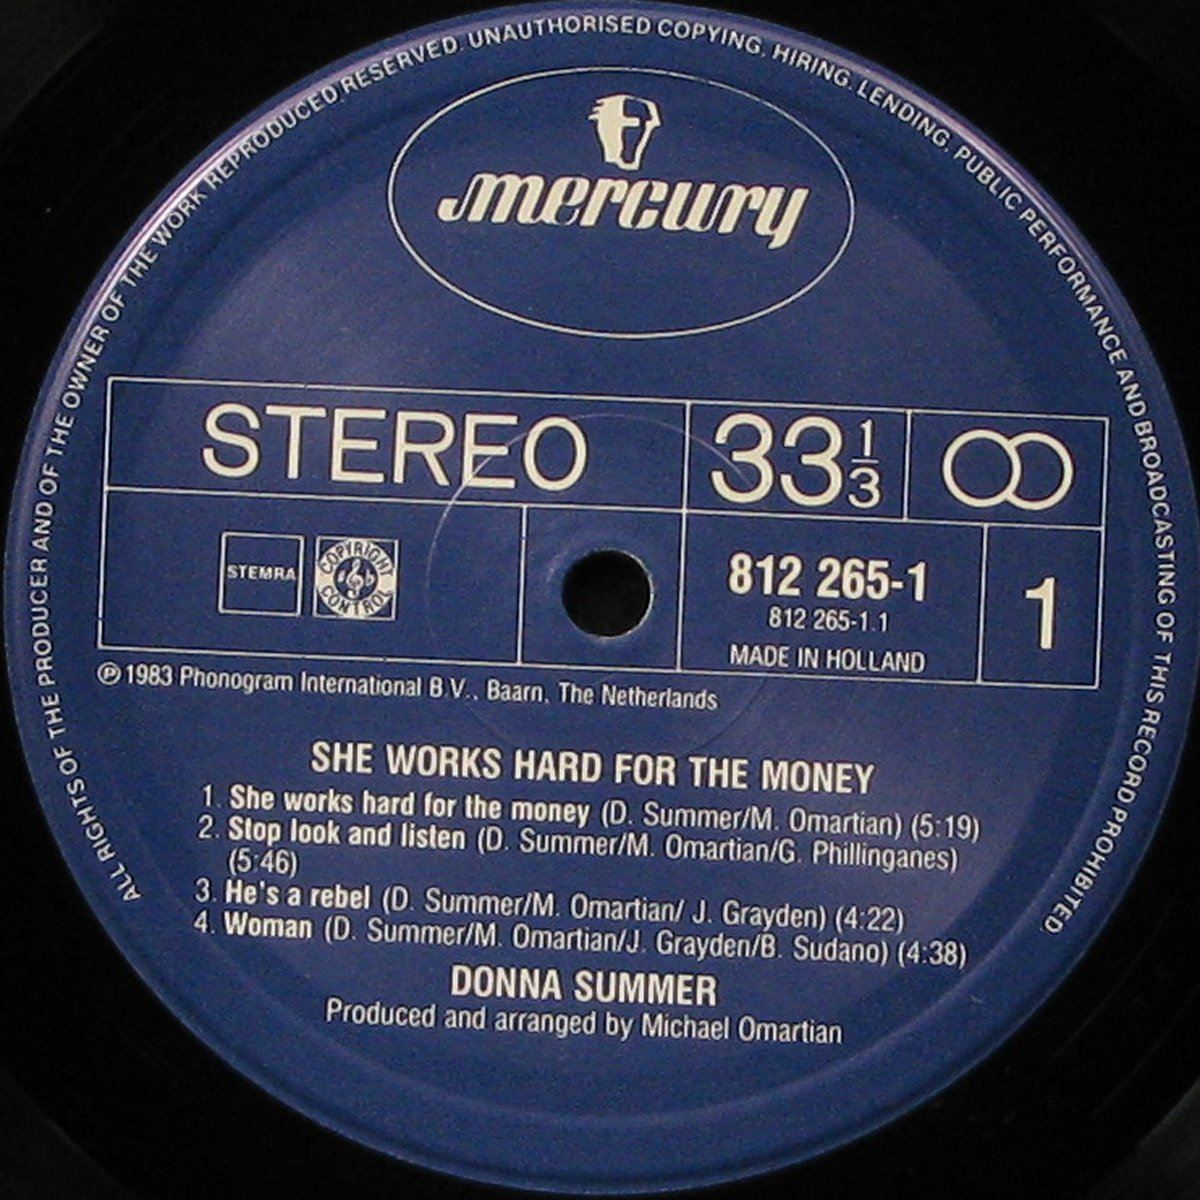 ALL RIGHTS OF THE PRODUCER AND OF THE OWNER OF THE WORK REPRODUCED RESERVED. UNAUTHORISED COPYING, HIRING, LENDING, PUBLIC PERFORMANCE AND BROADCASTING OF THIS RECORD PROHIBITED.
mercury
STEREO 33 1/3
STEMRA COPYRIGHT CONTROL
812 265-1
812 265-1.1
MADE IN HOLLAND
1
℗ 1983 Phonogram International B.V., Baarn, The Netherlands
SHE WORKS HARD FOR THE MONEY
1. She works hard for the money (D. Summer/M. Omartian) (5:19)
2. Stop look and listen (D. Summer/M. Omartian/G. Phillinganes)
(5:46)
3. He's a rebel (D. Summer/M. Omartian/ J. Grayden) (4:22)
4. Woman (D. Summer/M. Omartian/J. Grayden/B. Sudano) (4:38)
DONNA SUMMER
Produced and arranged by Michael Omartian